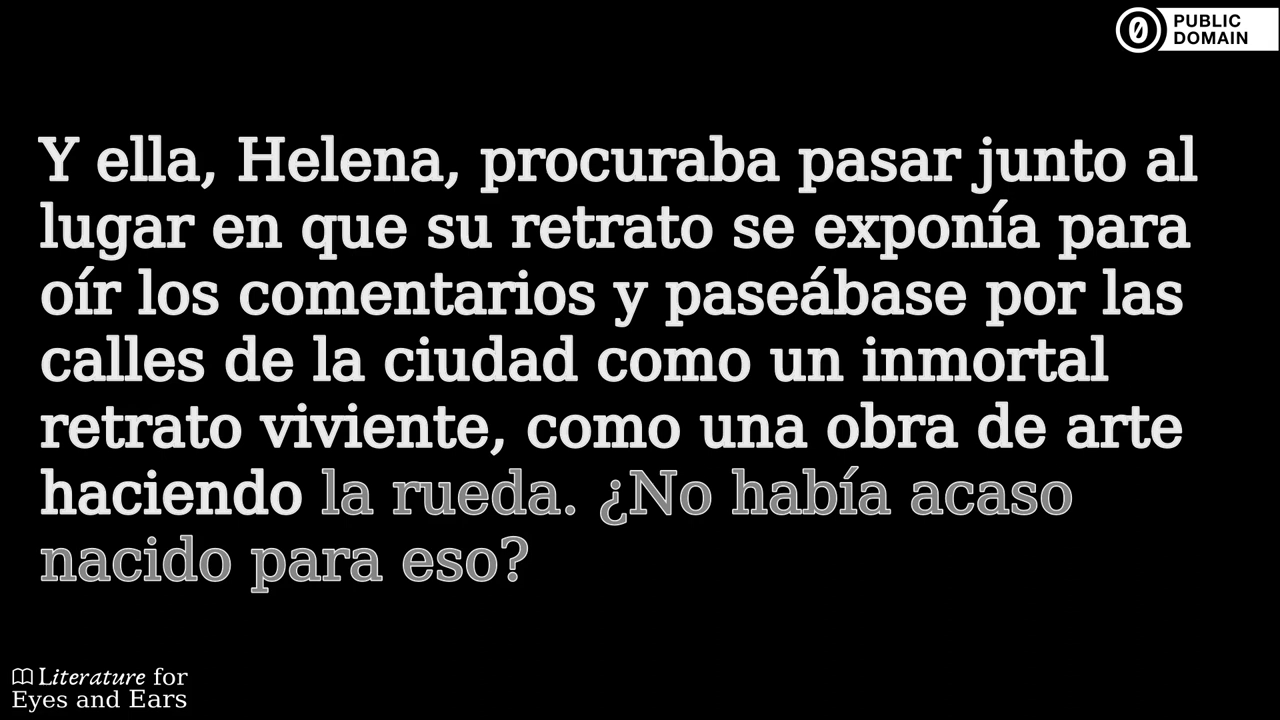 PUBLIC
DOMAIN
Y ella, Helena, procuraba pasar junto al
lugar en que su retrato se exponía para
oír los comentarios y paseábase por las
calles de la ciudad como un inmortal
retrato viviente, como una obra de arte
haciendo la rueda. ¿No había acaso
nacido para eso?
Literature for
Eyes and Ears